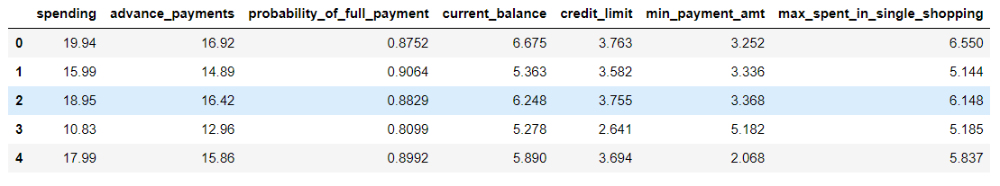 spending advance_payments probability_of_full_payment current_balance credit_limit min_payment_amt max_spent_in_single_shopping
0 19.94 16.92 0.8752 6.675 3.763 3.252 6.550
1 15.99 14.89 0.9064 5.363 3.582 3.336 5.144
2 18.95 16.42 0.8829 6.248 3.755 3.368 6.148
3 10.83 12.96 0.8099 5.278 2.641 5.182 5.185
4 17.99 15.86 0.8992 5.890 3.694 2.068 5.837